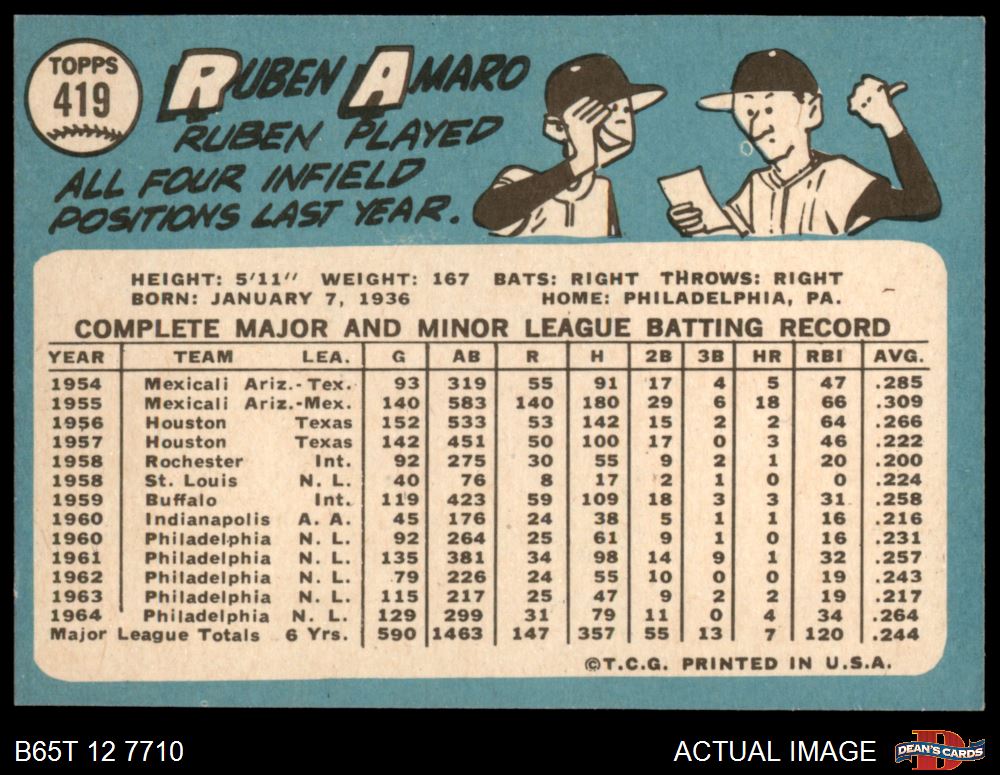 TOPPS
419
RUBEN AMARO
RUBEN PLAYED
ALL FOUR INFIELD
POSITIONS LAST YEAR.
HEIGHT: 5'11" WEIGHT: 167 BATS: RIGHT THROWS: RIGHT
BORN: JANUARY 7, 1936 HOME: PHILADELPHIA, PA.
COMPLETE MAJOR AND MINOR LEAGUE BATTING RECORD
YEAR TEAM LEA. G AB R H 2B 3B HR RBI AVG.
1954 Mexicali Ariz.-Tex. 93 319 55 91 17 4 5 47 .285
1955 Mexicali Ariz.-Mex. 140 583 140 180 29 6 18 66 .309
1956 Houston Texas 152 533 53 142 15 2 2 64 .266
1957 Houston Texas 142 451 50 100 17 0 3 46 .222
1958 Rochester Int. 92 275 30 55 9 2 1 20 .200
1958 St. Louis N. L. 40 76 8 17 2 1 0 0 .224
1959 Buffalo Int. 119 423 59 109 18 3 3 31 .258
1960 Indianapolis A. A. 45 176 24 38 5 1 1 16 .216
1960 Philadelphia N. L. 92 264 25 61 9 1 0 16 .231
1961 Philadelphia N. L. 135 381 34 98 14 9 1 32 .257
1962 Philadelphia N. L. 79 226 24 55 10 0 0 19 .243
1963 Philadelphia N. L. 115 217 25 47 9 2 2 19 .217
1964 Philadelphia N. L. 129 299 31 79 11 0 4 34 .264
Major League Totals 6 Yrs. 590 1463 147 357 55 13 7 120 .244
©T.C.G. PRINTED IN U.S.A.
B65T 12 7710 ACTUAL IMAGE DEAN'S CARDS